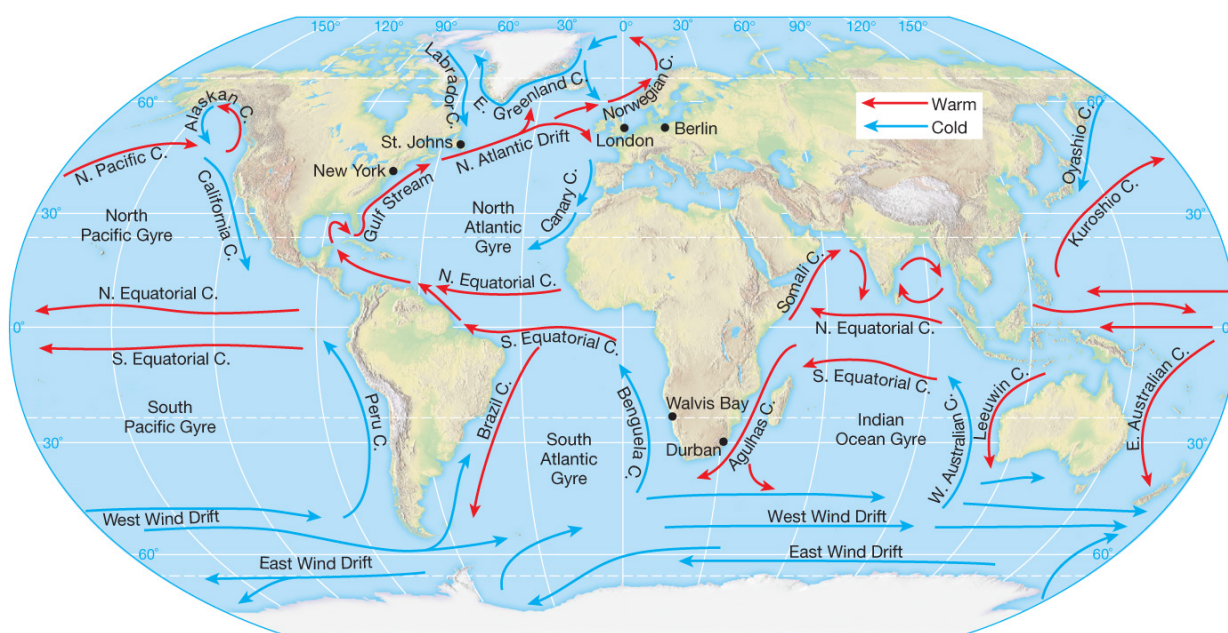 150°
120°
90°
60°
30°
0°
30°
60°
90°
120°
150°
Labrador C.
E. Greenland C.
Norwegian C.
60°
Alaskan C.
Warm
Cold
London
Berlin
Oyashio C.
St. Johns
N. Atlantic Drift
N. Pacific C.
New York
California C.
Gulf Stream
Canary C.
Kuroshio C.
30°
North
Pacific Gyre
North
Atlantic
Gyre
30°
Somali C.
N. Equatorial C.
N. Equatorial C.
N. Equatorial C.
0°
0°
S. Equatorial C.
S. Equatorial C.
S. Equatorial C.
Leeuwin C.
E. Australian C.
South
Pacific Gyre
Peru C.
Brazil C.
Benguela C.
Walvis Bay
Agulhas C.
Indian
Ocean Gyre
W. Australian C.
30°
South
Atlantic
Gyre
Durban
30°
West Wind Drift
West Wind Drift
60°
East Wind Drift
East Wind Drift
60°